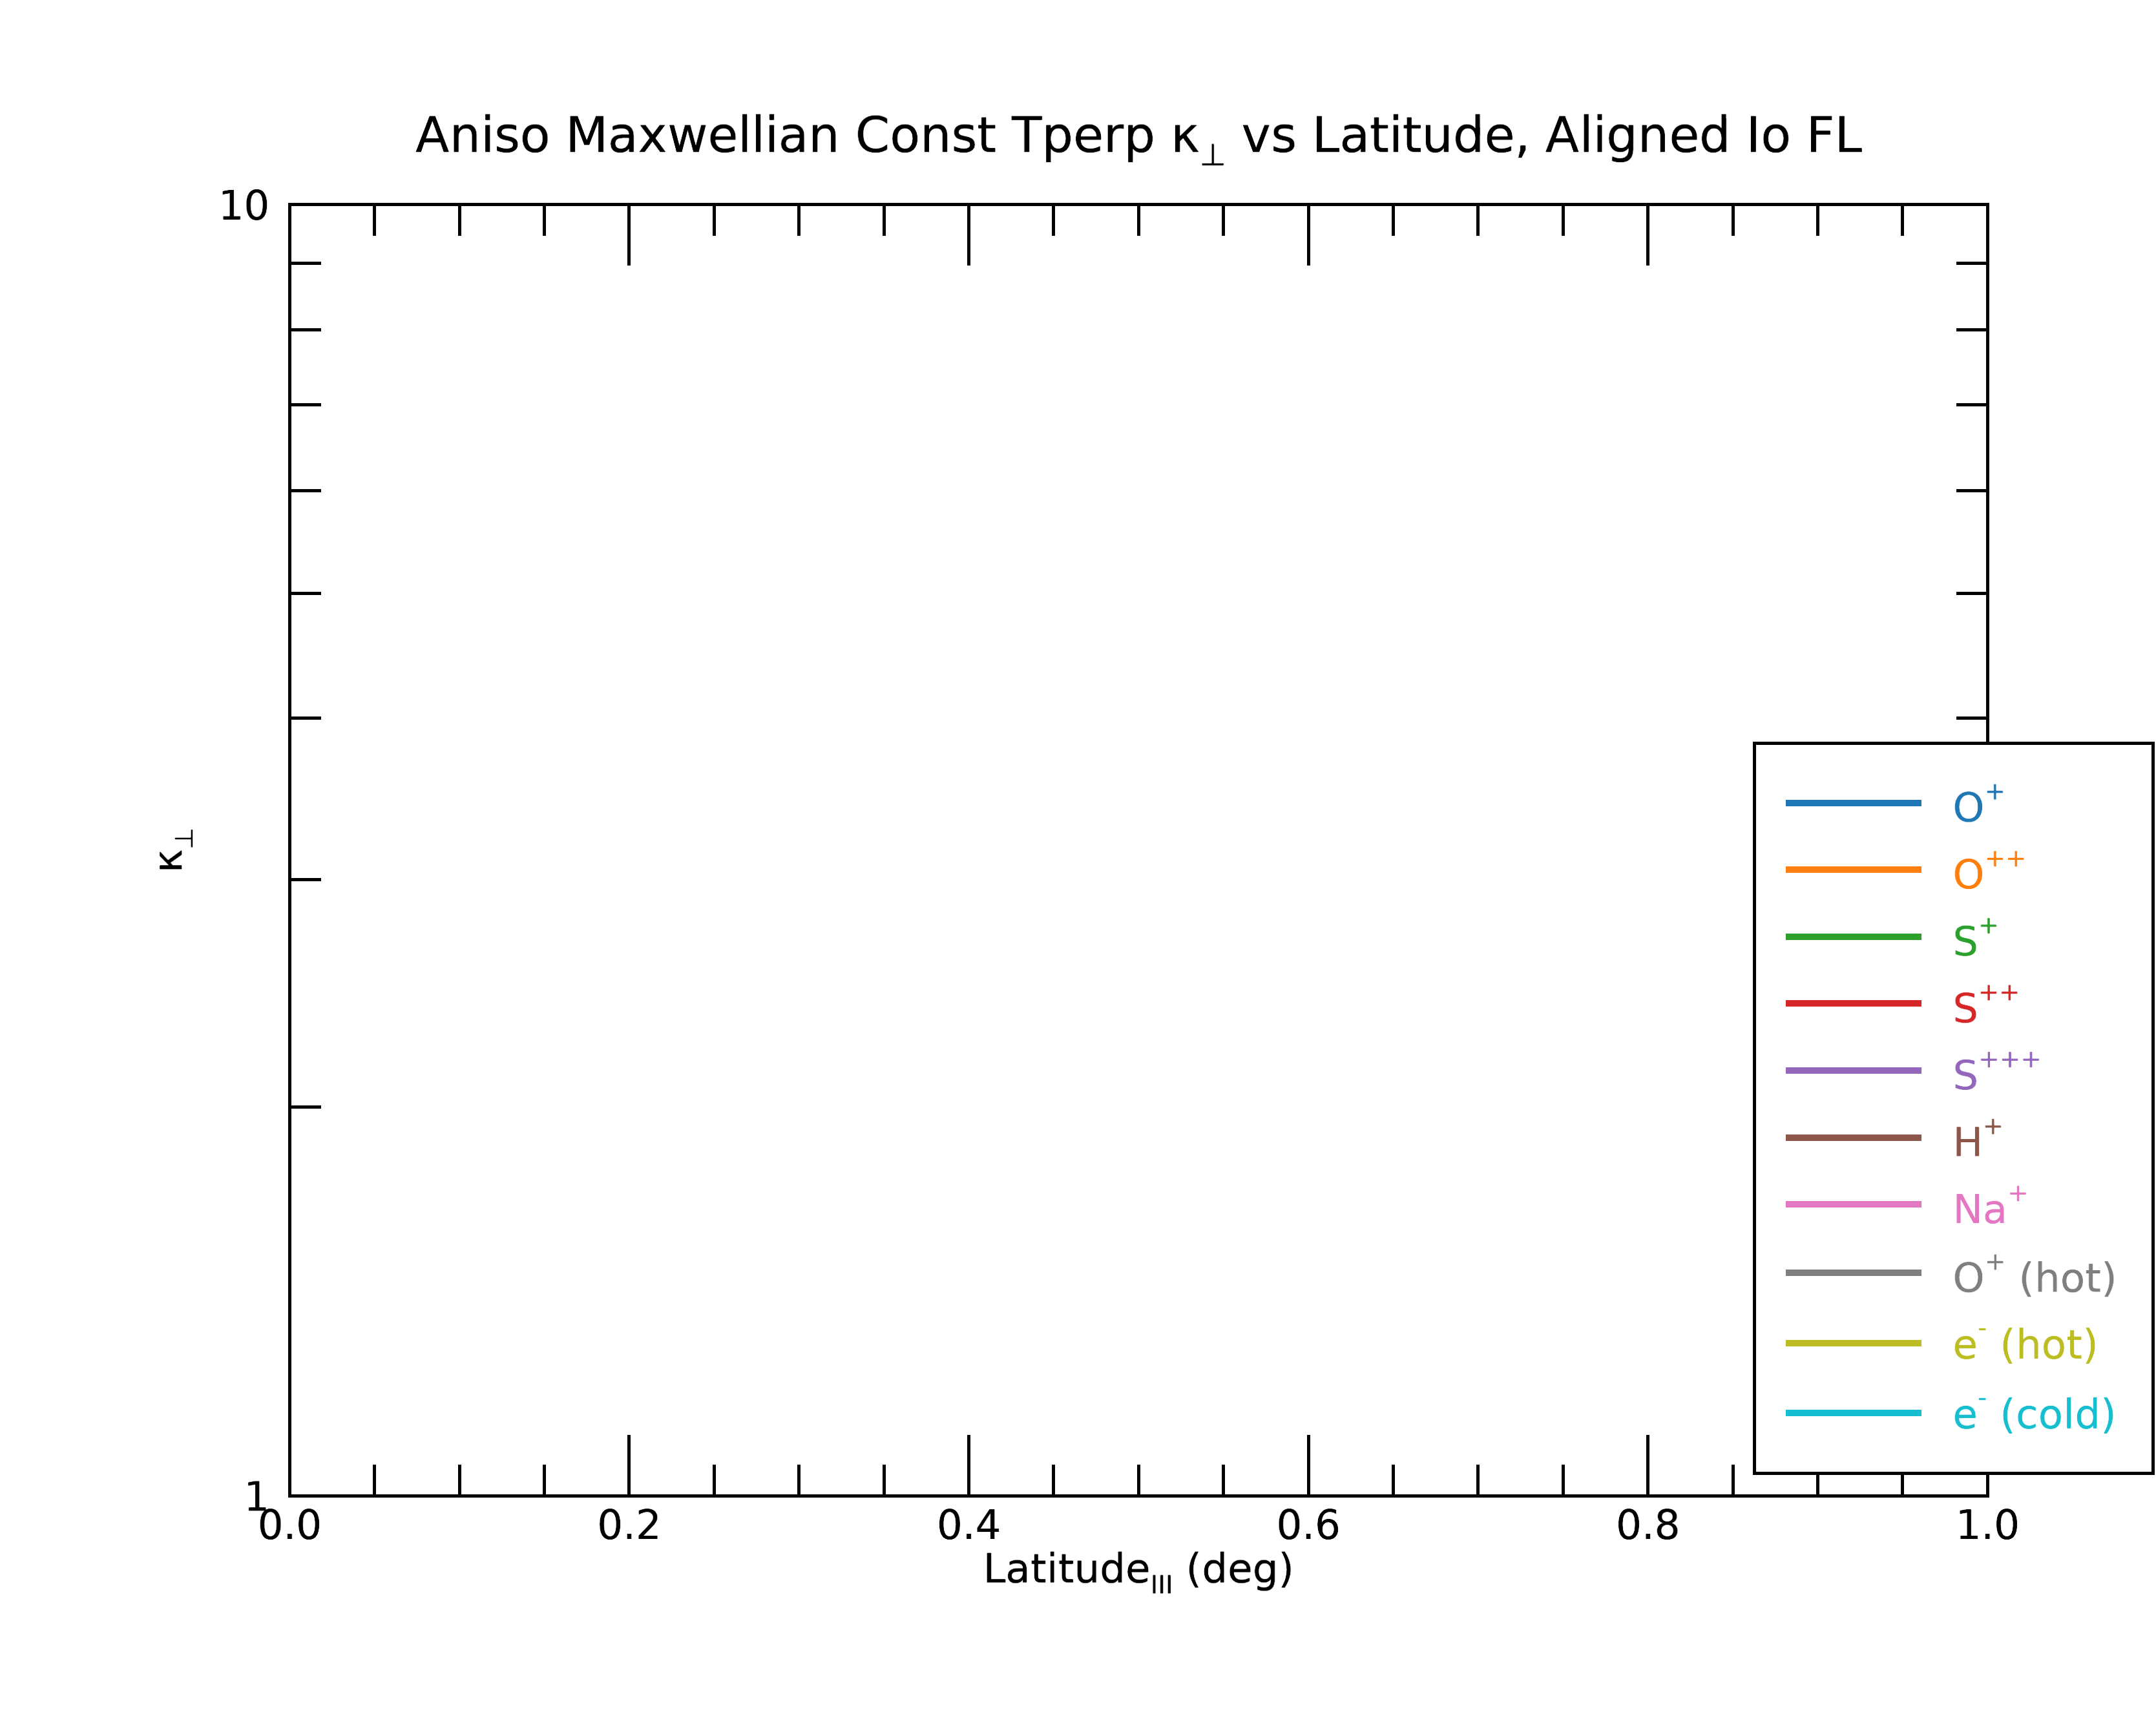 Aniso Maxwellian Const Tperp κ⊥ vs Latitude, Aligned Io FL
10
κ⊥
O+
O++
S+
S++
S+++
H+
Na+
O+ (hot)
e- (hot)
e- (cold)
1
0.0 0.2 0.4 0.6 0.8 1.0
LatitudeIII (deg)